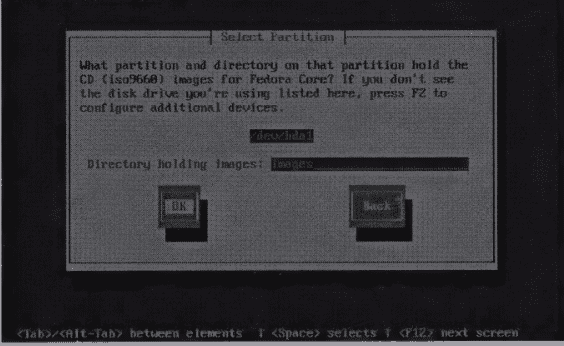 Select Partition
What partition and directory on that partition hold the
CD (iso9660) images for Fedora Core? If you don't see
the disk drive you're using listed here, press F2 to
configure additional devices.
/dev/hda1
Directory holding images: images
OK Back
<Tab>/<Alt-Tab> between elements | <Space> selects | <F12> next screen